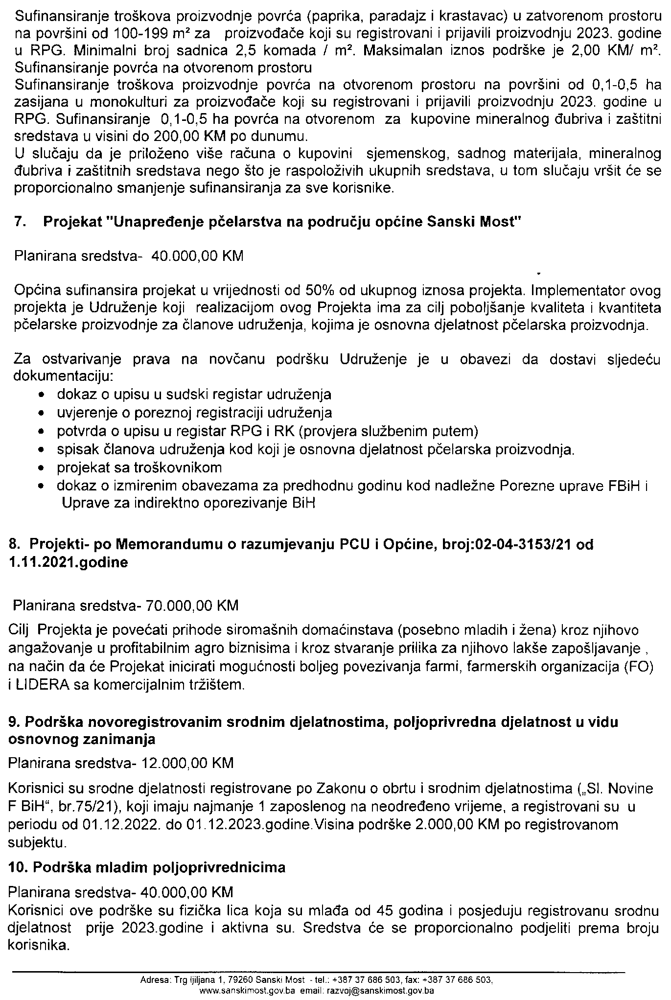 Sufinansiranje troškova proizvodnje povrća (paprika, paradajz i krastavac) u zatvorenom prostoru
na površini od 100-199 m² za proizvođače koji su registrovani i prijavili proizvodnju 2023. godine
u RPG. Minimalni broj sadnica 2,5 komada / m². Maksimalan iznos podrške je 2,00 KM/ m².
Sufinansiranje povrća na otvorenom prostoru
Sufinansiranje troškova proizvodnje povrća na otvorenom prostoru na površini od 0,1-0,5 ha
zasijana u monokulturi za proizvođače koji su registrovani i prijavili proizvodnju 2023. godine u
RPG. Sufinansiranje 0,1-0,5 ha povrća na otvorenom za kupovine mineralnog đubriva i zaštitni
sredstava u visini do 200,00 KM po dunumu.
U slučaju da je priloženo više računa o kupovini sjemenskog, sadnog materijala, mineralnog
đubriva i zaštitnih sredstava nego što je raspoloživih ukupnih sredstava, u tom slučaju vršit će se
proporcionalno smanjenje sufinansiranja za sve korisnike.
7. Projekat "Unapređenje pčelarstva na području općine Sanski Most"
Planirana sredstva- 40.000,00 KM
Općina sufinansira projekat u vrijednosti od 50% od ukupnog iznosa projekta. Implementator ovog
projekta je Udruženje koji realizacijom ovog Projekta ima za cilj poboljšanje kvaliteta i kvantiteta
pčelarske proizvodnje za članove udruženja, kojima je osnovna djelatnost pčelarska proizvodnja.
Za ostvarivanje prava na novčanu podršku Udruženje je u obavezi da dostavi sljedeću
dokumentaciju:
• dokaz o upisu u sudski registar udruženja
• uvjerenje o poreznoj registraciji udruženja
• potvrda o upisu u registar RPG i RK (provjera službenim putem)
• spisak članova udruženja kod koji je osnovna djelatnost pčelarska proizvodnja.
• projekat sa troškovnikom
• dokaz o izmirenim obavezama za predhodnu godinu kod nadležne Porezne uprave FBiH i
Uprave za indirektno oporezivanje BiH
8. Projekti- po Memorandumu o razumjevanju PCU i Općine, broj:02-04-3153/21 od
1.11.2021.godine
Planirana sredstva- 70.000,00 KM
Cilj Projekta je povećati prihode siromašnih domaćinstava (posebno mladih i žena) kroz njihovo
angažovanje u profitabilnim agro biznisima i kroz stvaranje prilika za njihovo lakše zapošljavanje ,
na način da će Projekat inicirati mogućnosti boljeg povezivanja farmi, farmerskih organizacija (FO)
i LIDERA sa komercijalnim tržištem.
9. Podrška novoregistrovanim srodnim djelatnostima, poljoprivredna djelatnost u vidu
osnovnog zanimanja
Planirana sredstva- 12.000,00 KM
Korisnici su srodne djelatnosti registrovane po Zakonu o obrtu i srodnim djelatnostima („Sl. Novine
F BiH“, br.75/21), koji imaju najmanje 1 zaposlenog na neodređeno vrijeme, a registrovani su u
periodu od 01.12.2022. do 01.12.2023.godine.Visina podrške 2.000,00 KM po registrovanom
subjektu.
10. Podrška mladim poljoprivrednicima
Planirana sredstva- 40.000,00 KM
Korisnici ove podrške su fizička lica koja su mlađa od 45 godina i posjeduju registrovanu srodnu
djelatnost prije 2023.godine i aktivna su. Sredstva će se proporcionalno podjeliti prema broju
korisnika.
Adresa: Trg ljiljana 1, 79260 Sanski Most - tel.: +387 37 686 503, fax: +387 37 686 503,
www.sanskimost.gov.ba email: razvoj@sanskimost.gov.ba